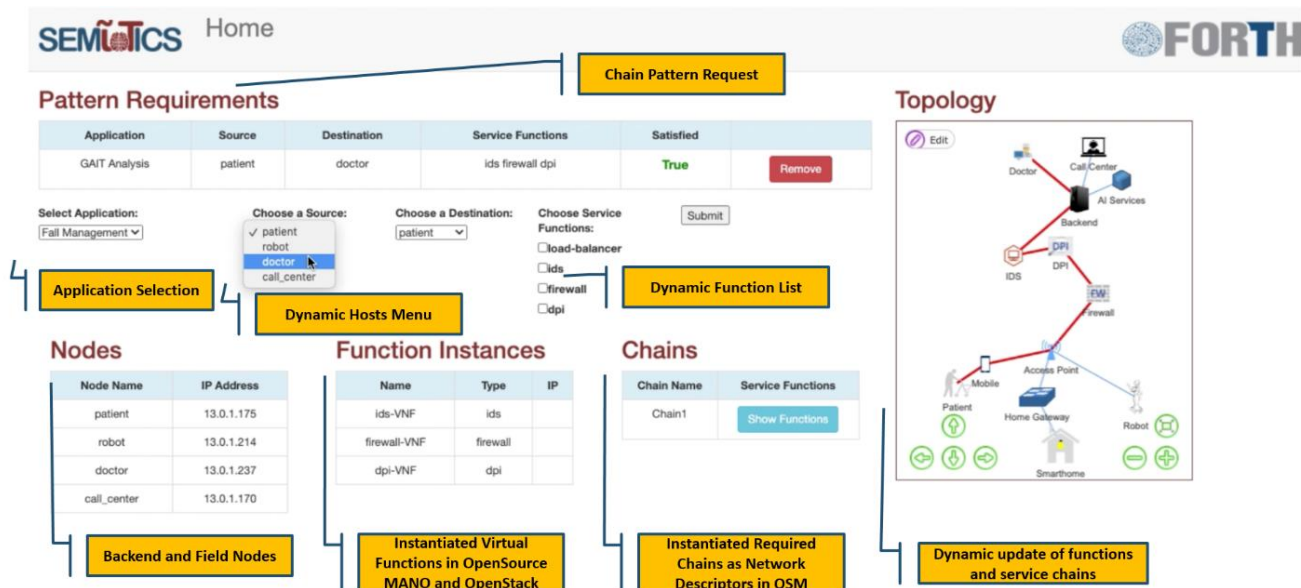 SEMIoTICS Home
FORTH
Chain Pattern Request
Pattern Requirements
Application Source Destination Service Functions Satisfied
GAIT Analysis patient doctor ids firewall dpi True Remove
Select Application: Choose a Source: Choose a Destination: Choose Service Functions: Submit
Fall Management
✓ patient
robot
doctor
call_center
patient
load-balancer
ids
firewall
dpi
Application Selection
Dynamic Hosts Menu
Dynamic Function List
Topology
Edit
Doctor
Call Center
AI Services
Backend
IDS
DPI
DPI
FW
Firewall
Access Point
Mobile
Patient
Home Gateway
Robot
Smarthome
Nodes
Node Name IP Address
patient 13.0.1.175
robot 13.0.1.214
doctor 13.0.1.237
call_center 13.0.1.170
Backend and Field Nodes
Function Instances
Name Type IP
ids-VNF ids
firewall-VNF firewall
dpi-VNF dpi
Instantiated Virtual
Functions in OpenSource
MANO and OpenStack
Chains
Chain Name Service Functions
Chain1 Show Functions
Instantiated Required
Chains as Network
Descriptors in OSM
Dynamic update of functions
and service chains